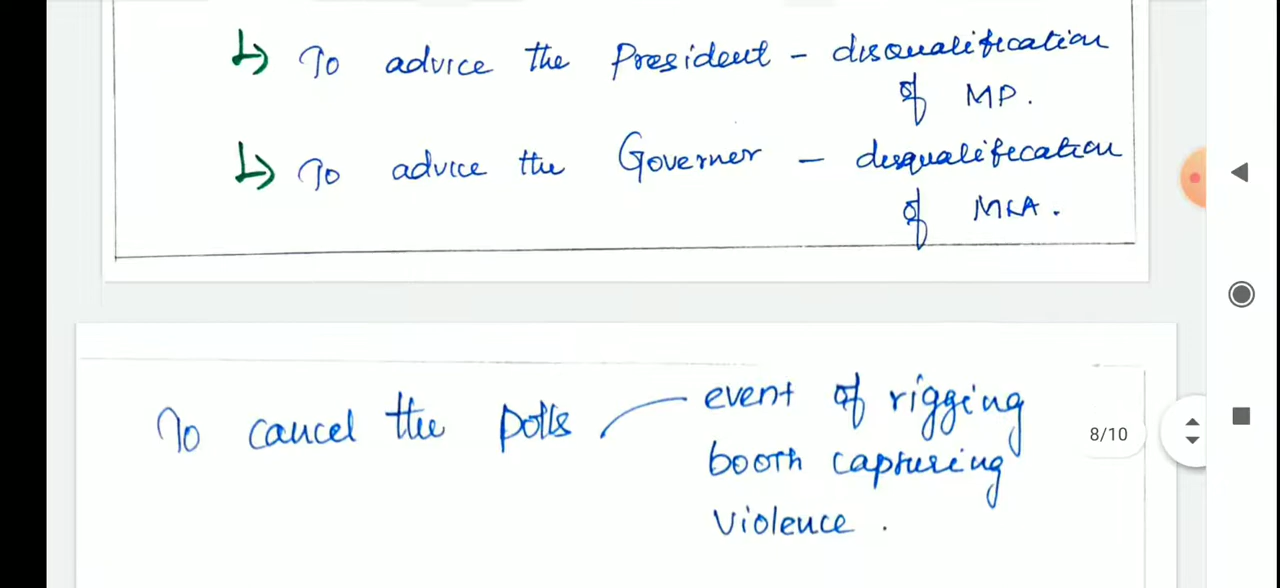 ↳ To advice the President - disqualification
of MP.
↳ To advice the Governer - disqualification
of MLA.
To cancel the polls event of rigging
booth capturing
violence.
8/10